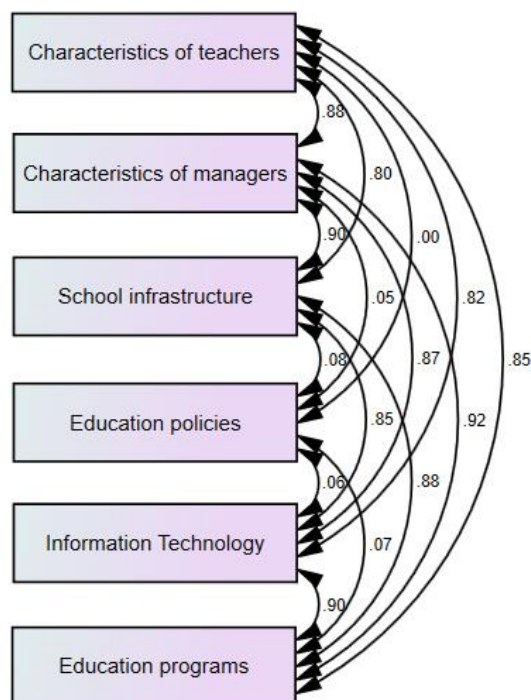 Characteristics of teachers
.88
Characteristics of managers
.80
.90
.00
School infrastructure
.05
.82
.08
.87
.85
Education policies
.85
.92
.06
.88
Information Technology
.07
.90
Education programs